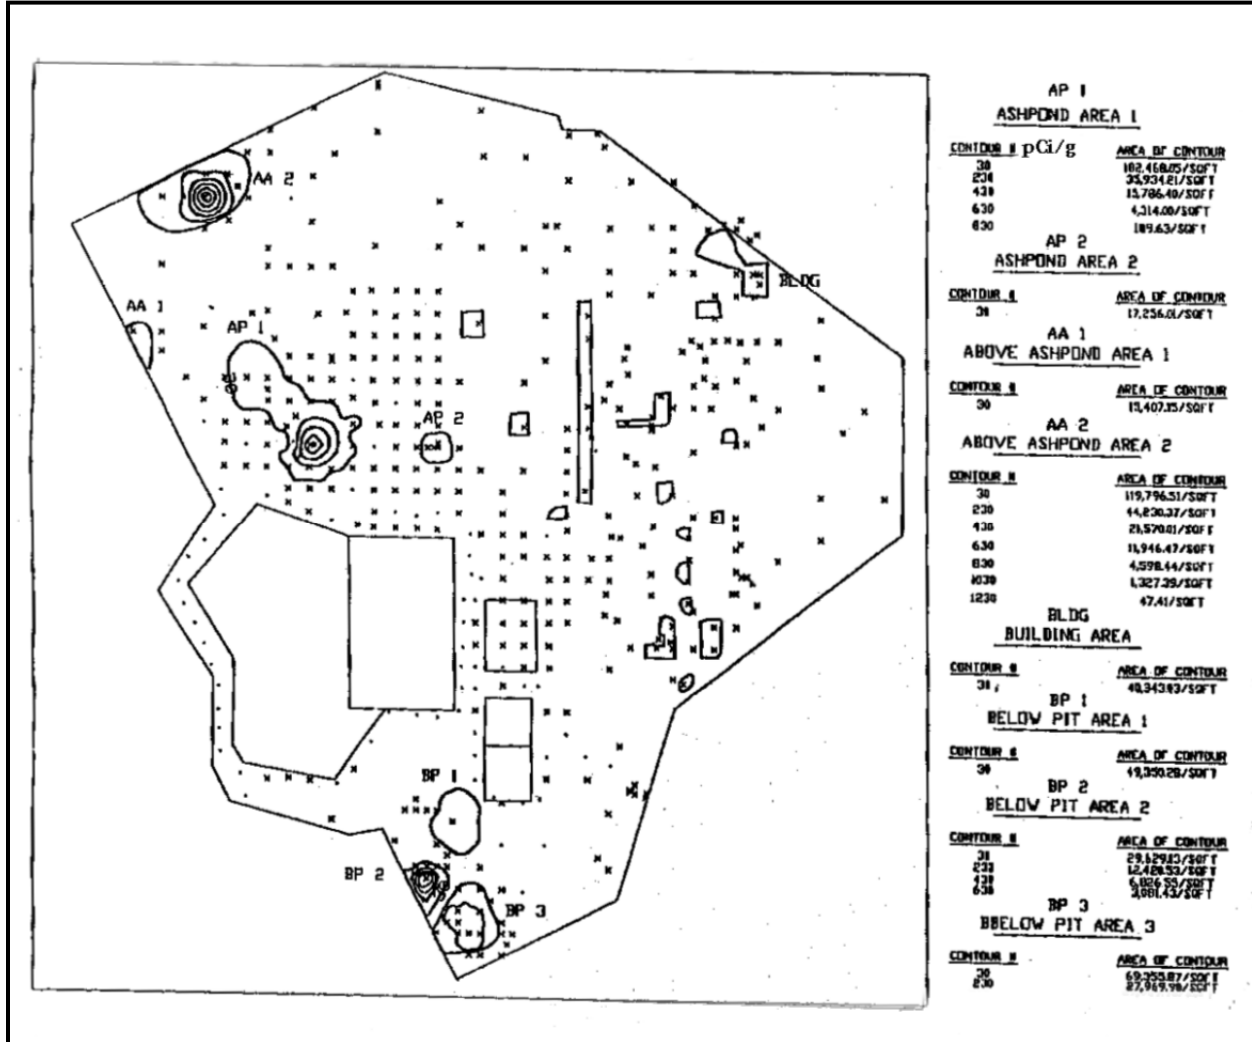 AP 1
ASHPOND AREA 1
CONTOUR # pCi/g AREA OF CONTOUR
30 102,468.05/SQFT
230 35,934.21/SQFT
430 15,786.40/SQFT
630 4,314.00/SQFT
830 189.63/SQFT
AP 2
ASHPOND AREA 2
CONTOUR # AREA OF CONTOUR
30 17,256.01/SQFT
AA 1
ABOVE ASHPOND AREA 1
CONTOUR # AREA OF CONTOUR
30 15,407.15/SQFT
AA 2
ABOVE ASHPOND AREA 2
CONTOUR # AREA OF CONTOUR
30 119,796.51/SQFT
230 44,230.37/SQFT
430 21,570.01/SQFT
630 11,946.47/SQFT
830 4,598.44/SQFT
1030 1,327.39/SQFT
1230 47.41/SQFT
BLDG
BUILDING AREA
CONTOUR # AREA OF CONTOUR
30 40,343.03/SQFT
BP 1
BELOW PIT AREA 1
CONTOUR # AREA OF CONTOUR
30 49,350.28/SQFT
BP 2
BELOW PIT AREA 2
CONTOUR # AREA OF CONTOUR
30 29,629.13/SQFT
230 12,420.53/SQFT
430 6,826.55/SQFT
630 3,081.43/SQFT
BP 3
BBELOW PIT AREA 3
CONTOUR # AREA OF CONTOUR
30 69,355.87/SQFT
230 27,969.98/SQFT
AA 2
BLDG
AA 1
AP 1
AP 2
BP 1
BP 2
BP 3